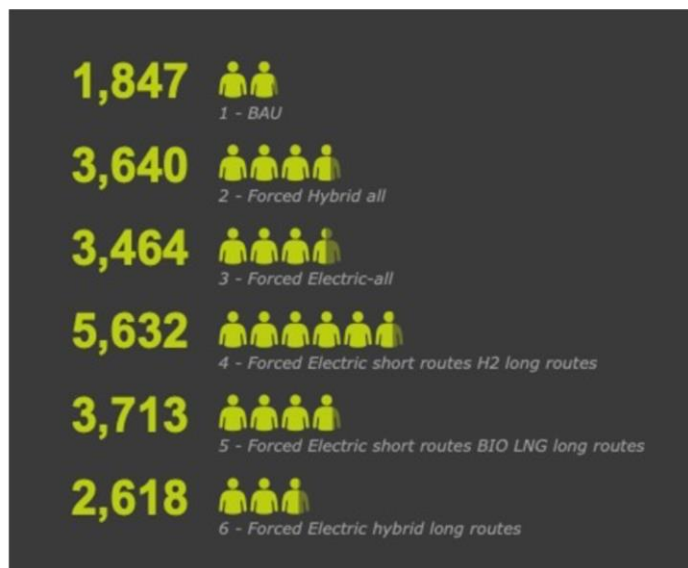 1,847
1 - BAU
3,640
2 - Forced Hybrid all
3,464
3 - Forced Electric-all
5,632
4 - Forced Electric short routes H2 long routes
3,713
5 - Forced Electric short routes BIO LNG long routes
2,618
6 - Forced Electric hybrid long routes